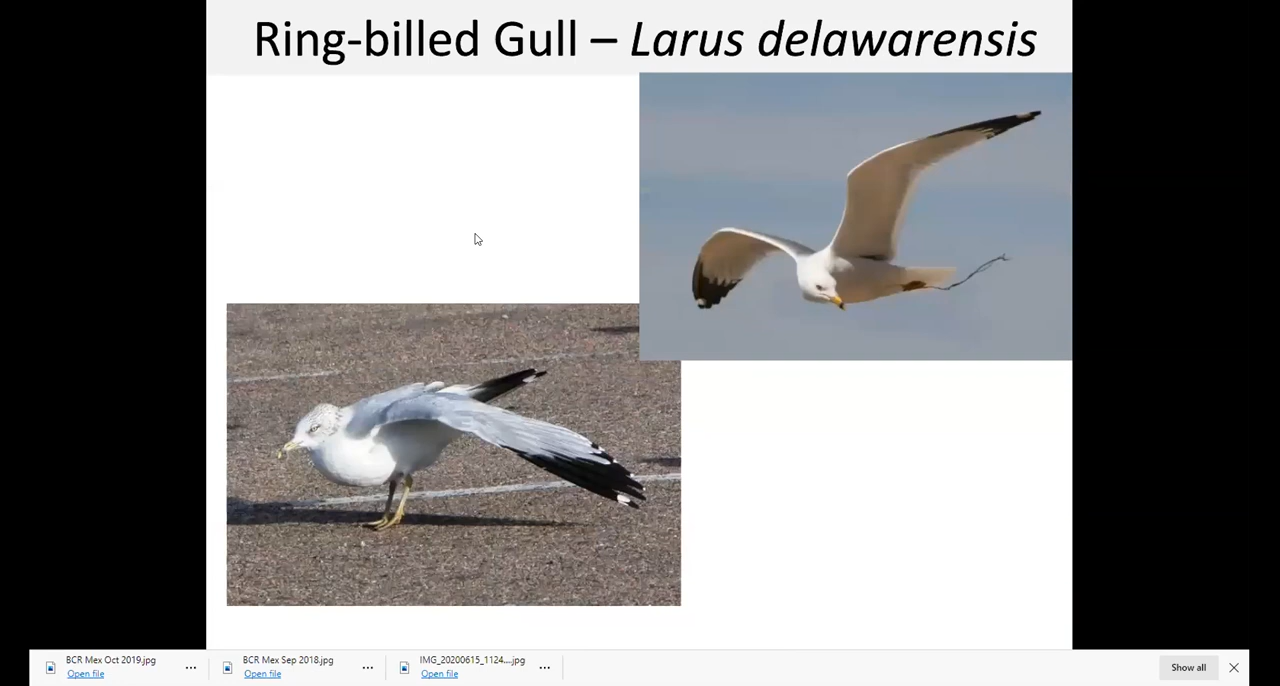 Ring-billed Gull – Larus delawarensis
BCR Mex Oct 2019.jpg
Open file
BCR Mex Sep 2018.jpg
Open file
IMG_20200615_1124....jpg
Open file
Show all